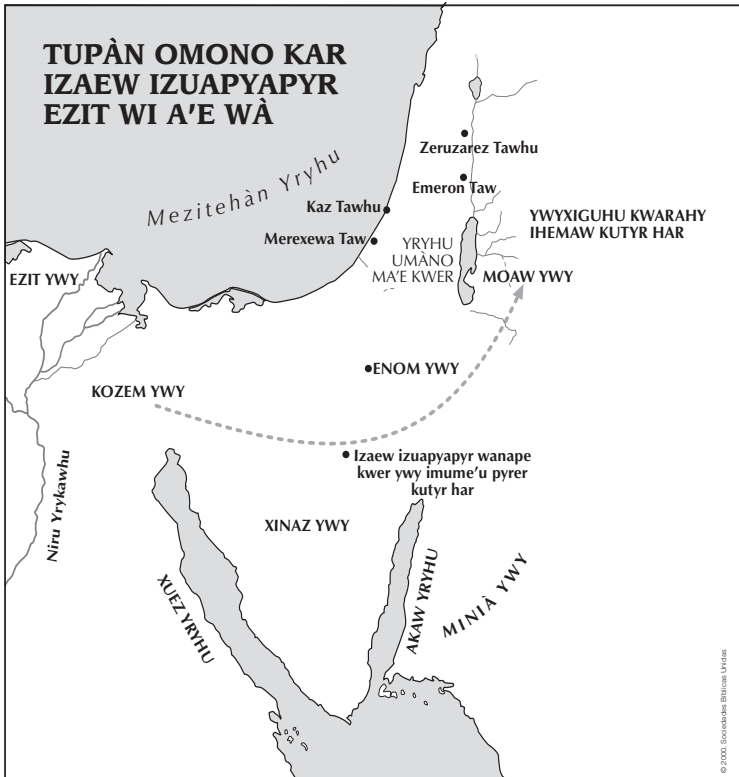 TUPÀN OMONO KAR
IZAEW IZUAPYAPYR
EZIT WI A'E WÀ
Zeruzarez Tawhu
Mezitehàn Yryhu
Emeron Taw
Kaz Tawhu
YWYXIGUHU KWARAHY
IHEMAW KUTYR HAR
Merexewa Taw
YRYHU
UMÀNO
MA'E KWER
EZIT YWY
MOAW YWY
ENOM YWY
KOZEM YWY
Izaew izuapyapyr wanape
kwer ywy imume'u pyrer
kutyr har
Niru Yrykawhu
XINAZ YWY
XUEZ YRYHU
AKAW YRYHU
MINIÀ YWY
© 2000, Sociedades Bíblicas Unidas